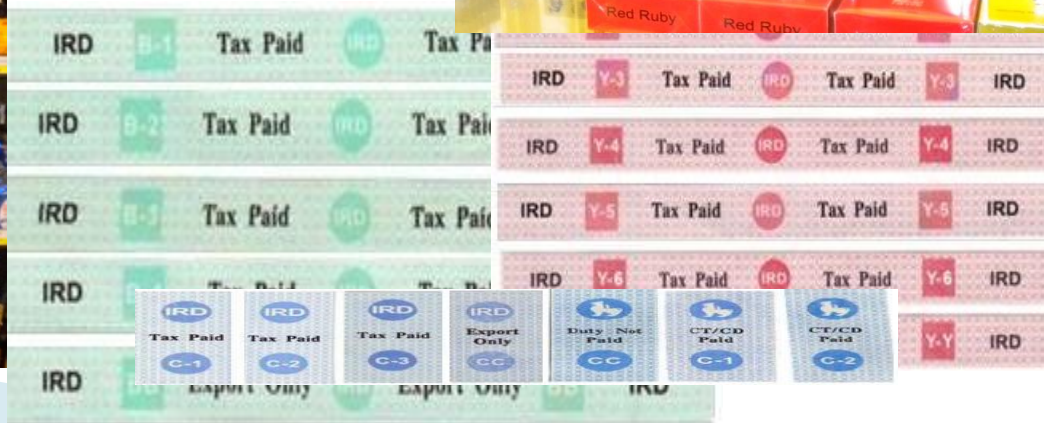 Red Ruby
Red Ruby
IRD B-1 Tax Paid IRD Tax Pa
IRD B-2 Tax Paid IRD Tax Paid
IRD B-3 Tax Paid IRD Tax Paid
IRD
IRD Export Only Export Only IRD
IRD Y-3 Tax Paid IRD Tax Paid Y-3 IRD
IRD Y-4 Tax Paid IRD Tax Paid Y-4 IRD
IRD Y-5 Tax Paid IRD Tax Paid Y-5 IRD
IRD Y-6 Tax Paid IRD Tax Paid Y-6 IRD
Y-Y IRD
IRD
Tax Paid
C-1
IRD
Tax Paid
C-2
IRD
Tax Paid
C-3
IRD
Export
Only
CC
Duty Not
Paid
CC
CT/CD
Paid
C-1
CT/CD
Paid
C-2